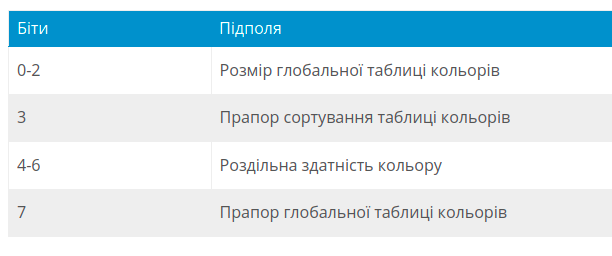 Біти Підполя
0-2 Розмір глобальної таблиці кольорів
3 Прапор сортування таблиці кольорів
4-6 Роздільна здатність кольору
7 Прапор глобальної таблиці кольорів